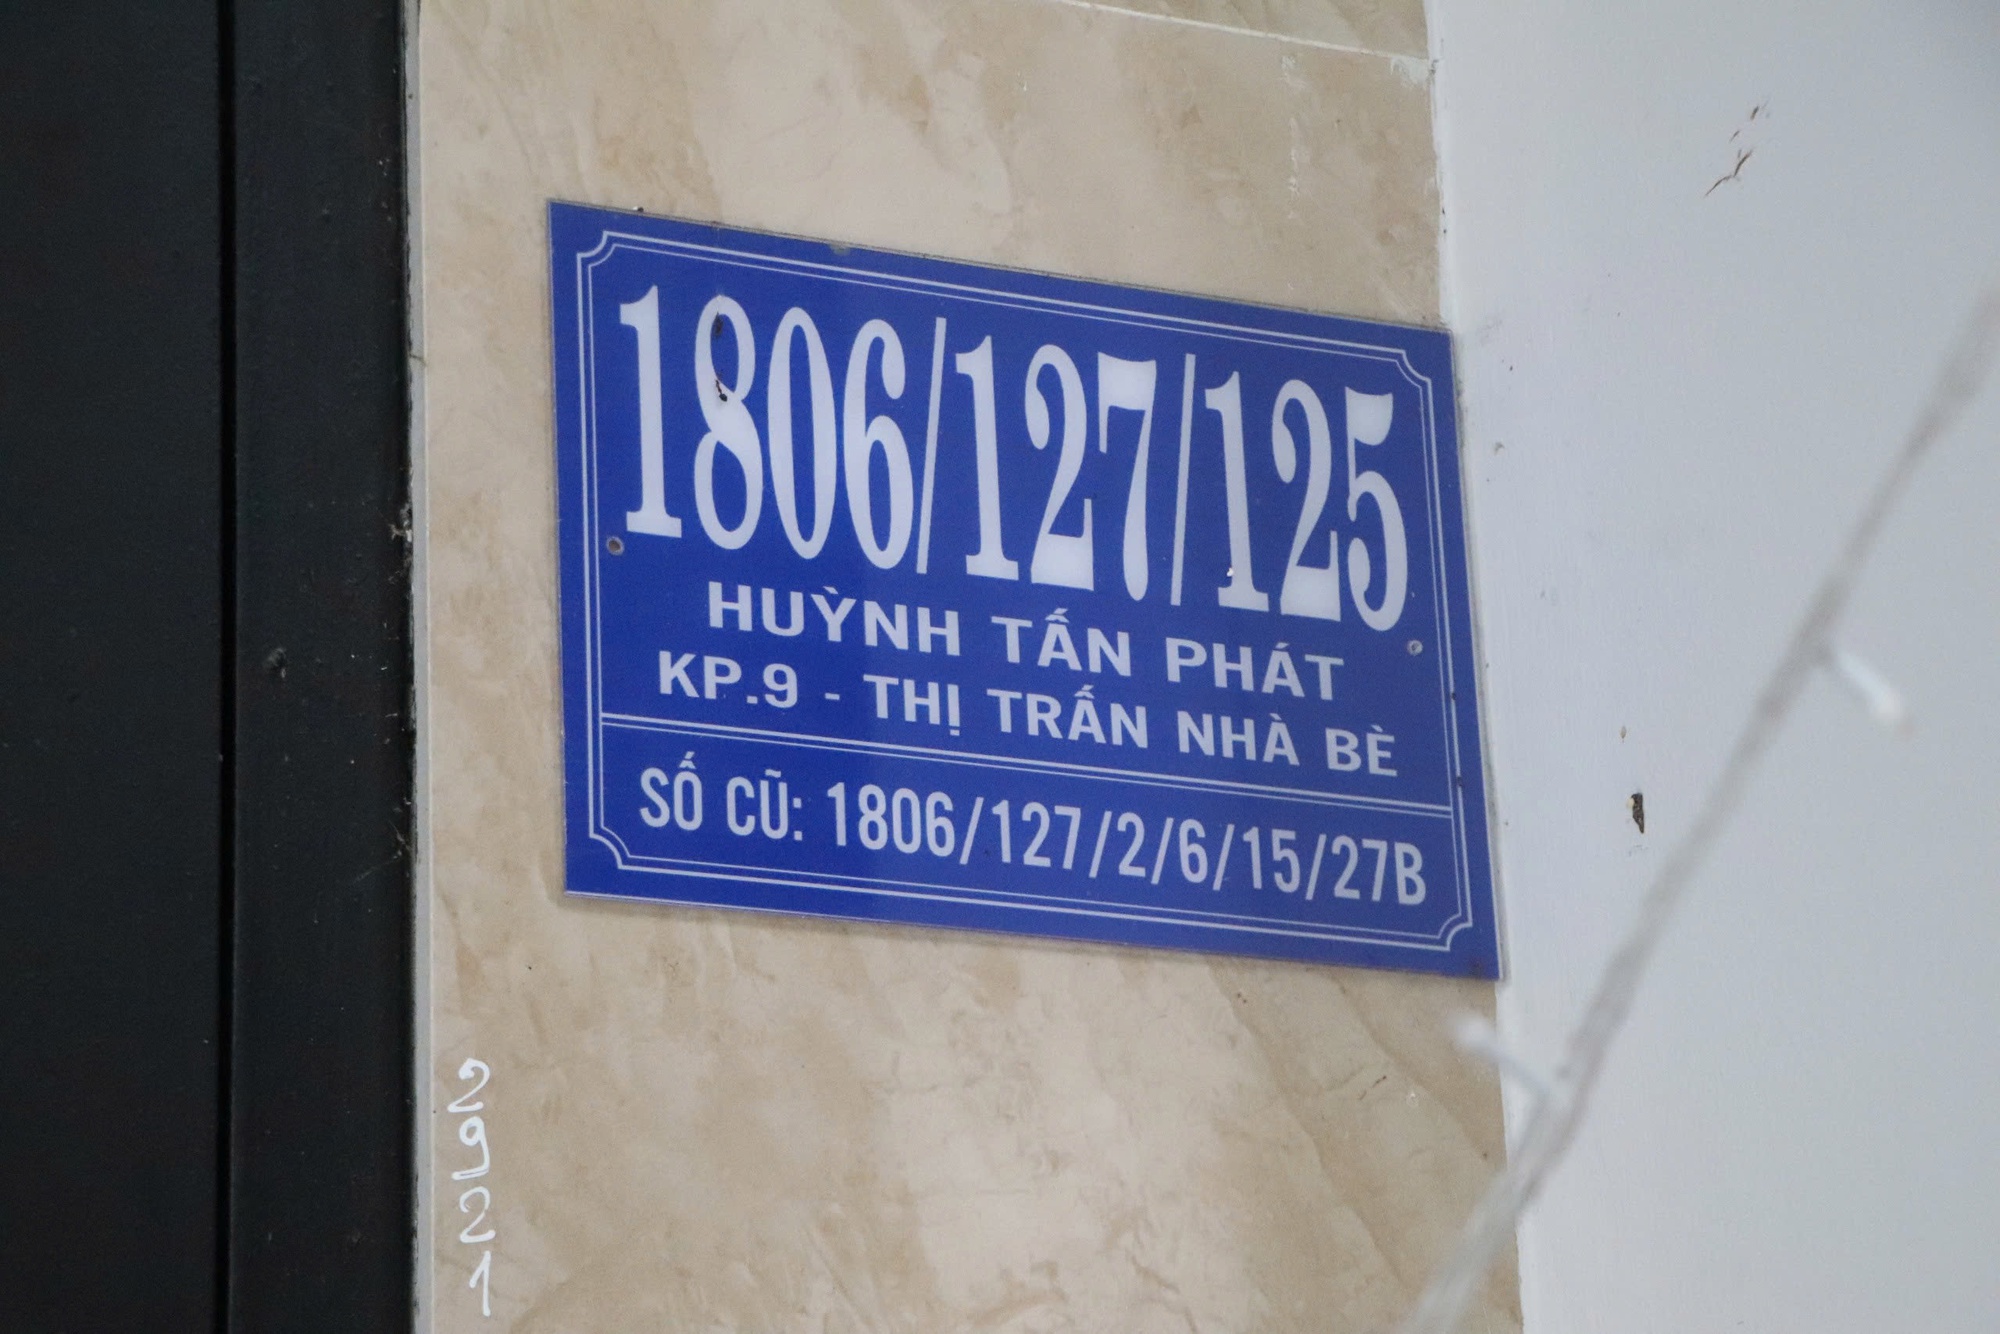 1806/127/125
HUỲNH TẤN PHÁT
KP.9 - THỊ TRẤN NHÀ BÈ
SỐ CŨ: 1806/127/2/6/15/27B